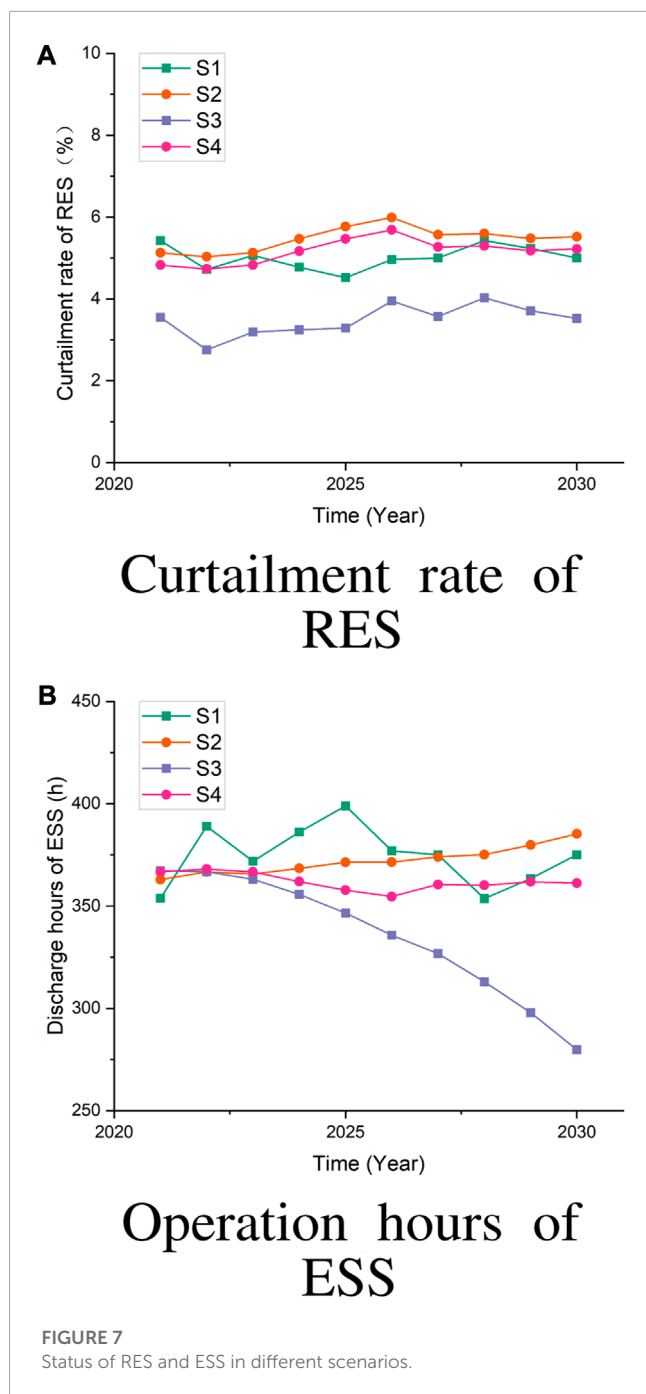 A
10
8
6
4
2
0
Curtailment rate of RES （%）
S1
S2
S3
S4
2020
2025
2030
Time (Year)
Curtailment rate of
RES
B
450
400
350
300
250
Discharge hours of ESS (h)
S1
S2
S3
S4
2020
2025
2030
Time (Year)
Operation hours of
ESS
FIGURE 7
Status of RES and ESS in different scenarios.